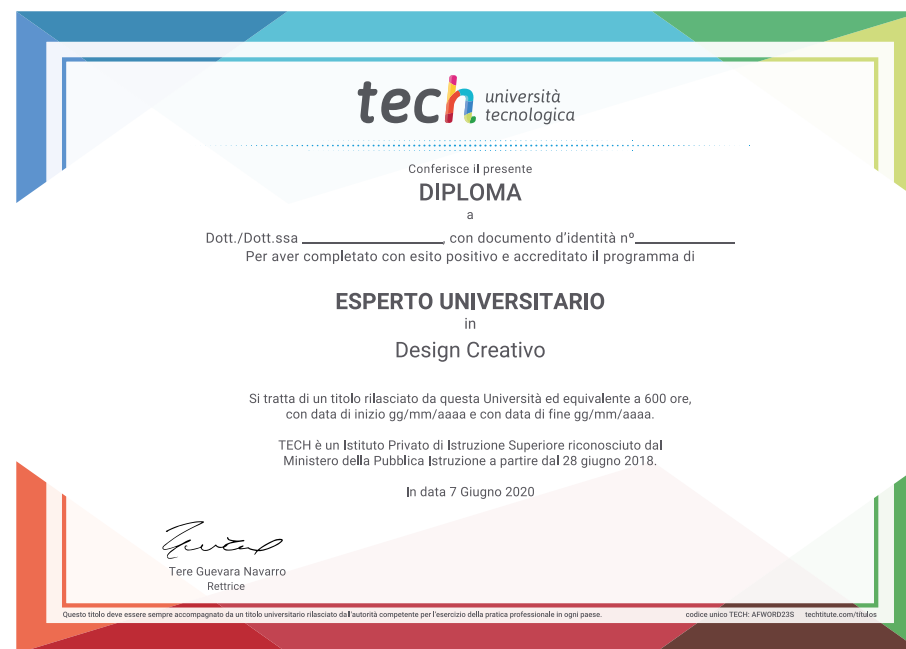 tech università
tecnologica
Conferisce il presente
DIPLOMA
a
Dott./Dott.ssa ____________________, con documento d'identità nº______________
Per aver completato con esito positivo e accreditato il programma di
ESPERTO UNIVERSITARIO
in
Design Creativo
Si tratta di un titolo rilasciato da questa Università ed equivalente a 600 ore,
con data di inizio gg/mm/aaaa e con data di fine gg/mm/aaaa.
TECH è un Istituto Privato di Istruzione Superiore riconosciuto dal
Ministero della Pubblica Istruzione a partire dal 28 giugno 2018.
In data 7 Giugno 2020
Tere Guevara Navarro
Rettrice
Questo titolo deve essere sempre accompagnato da un titolo universitario rilasciato dall'autorità competente per l'esercizio della pratica professionale in ogni paese. codice unico TECH: AFWORD23S techtitute.com/titulos